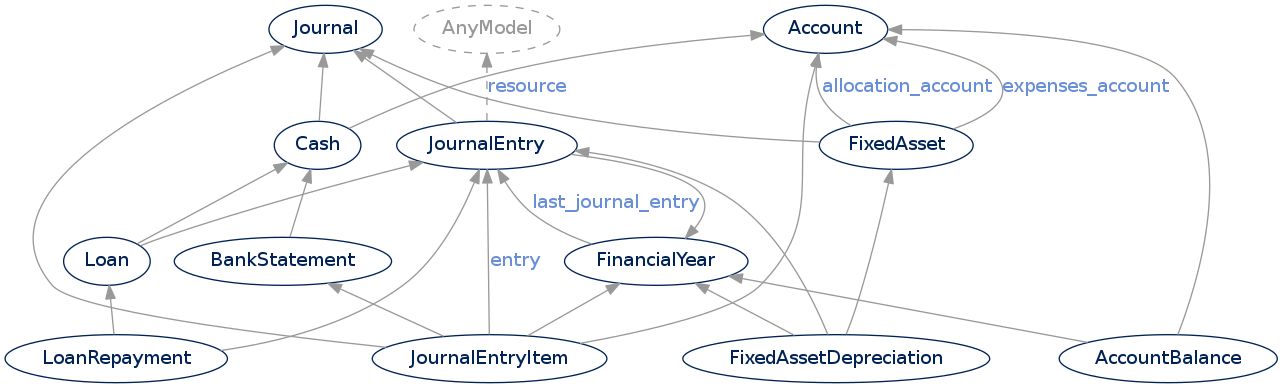 Journal
AnyModel
Account
resource
allocation_account
expenses_account
Cash
JournalEntry
FixedAsset
last_journal_entry
Loan
BankStatement
entry
FinancialYear
LoanRepayment
JournalEntryItem
FixedAssetDepreciation
AccountBalance